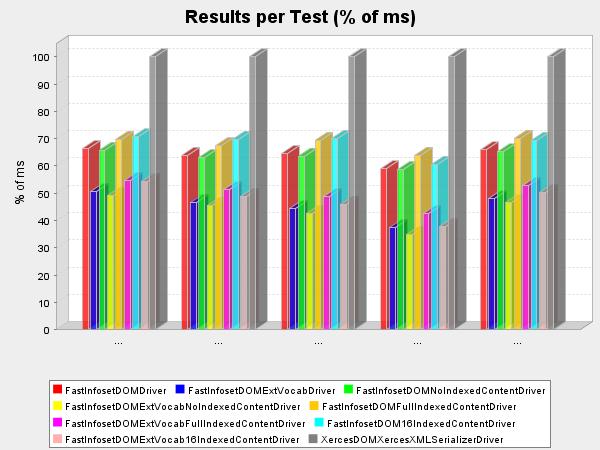 Results per Test (% of ms)
% of ms
100
90
80
70
60
50
40
30
20
10
0
... ... ... ... ...
FastInfosetDOMDriver FastInfosetDOMExtVocabDriver FastInfosetDOMNoIndexedContentDriver
FastInfosetDOMExtVocabNoIndexedContentDriver FastInfosetDOMFullIndexedContentDriver
FastInfosetDOMExtVocabFullIndexedContentDriver FastInfosetDOM16IndexedContentDriver
FastInfosetDOMExtVocab16IndexedContentDriver XercesDOMXercesXMLSerializerDriver